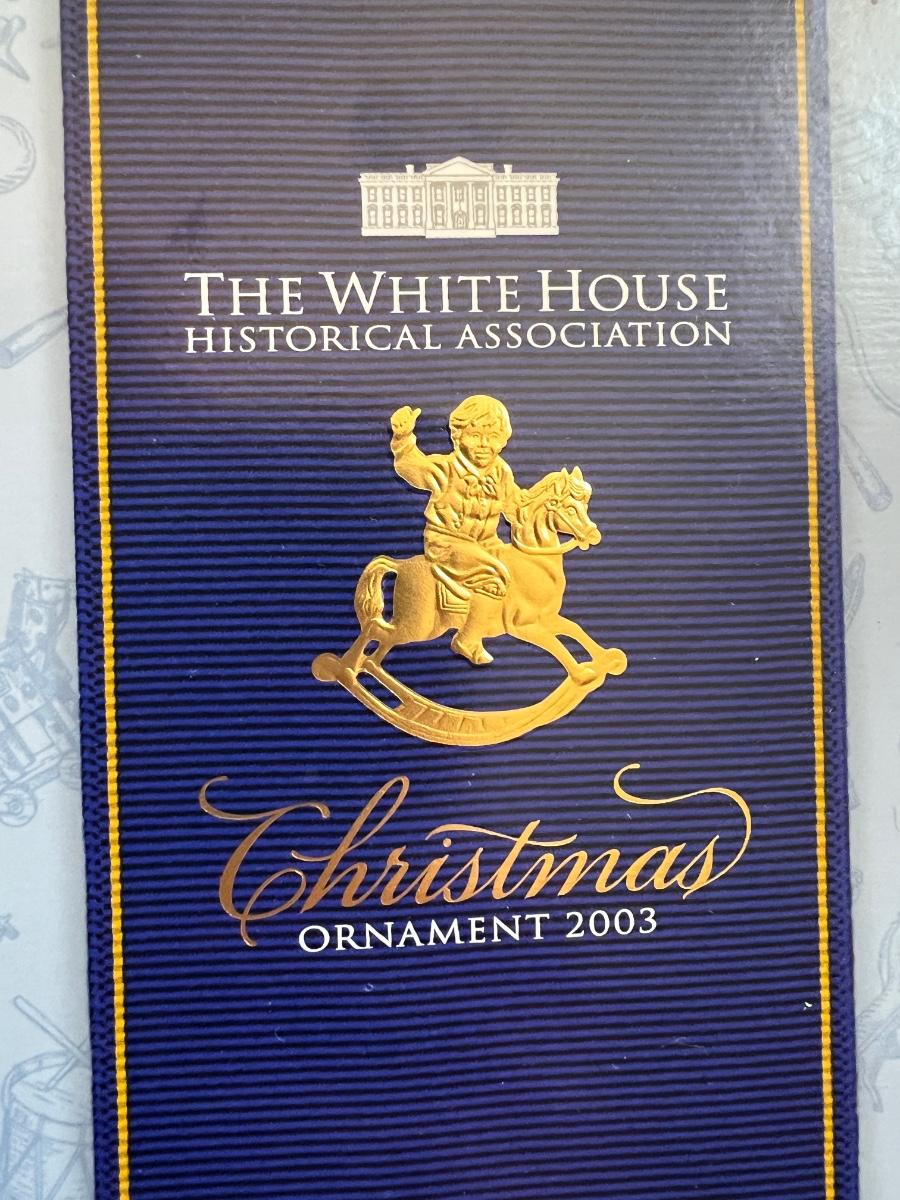 THE WHITE HOUSE
HISTORICAL ASSOCIATION
Christmas
ORNAMENT 2003